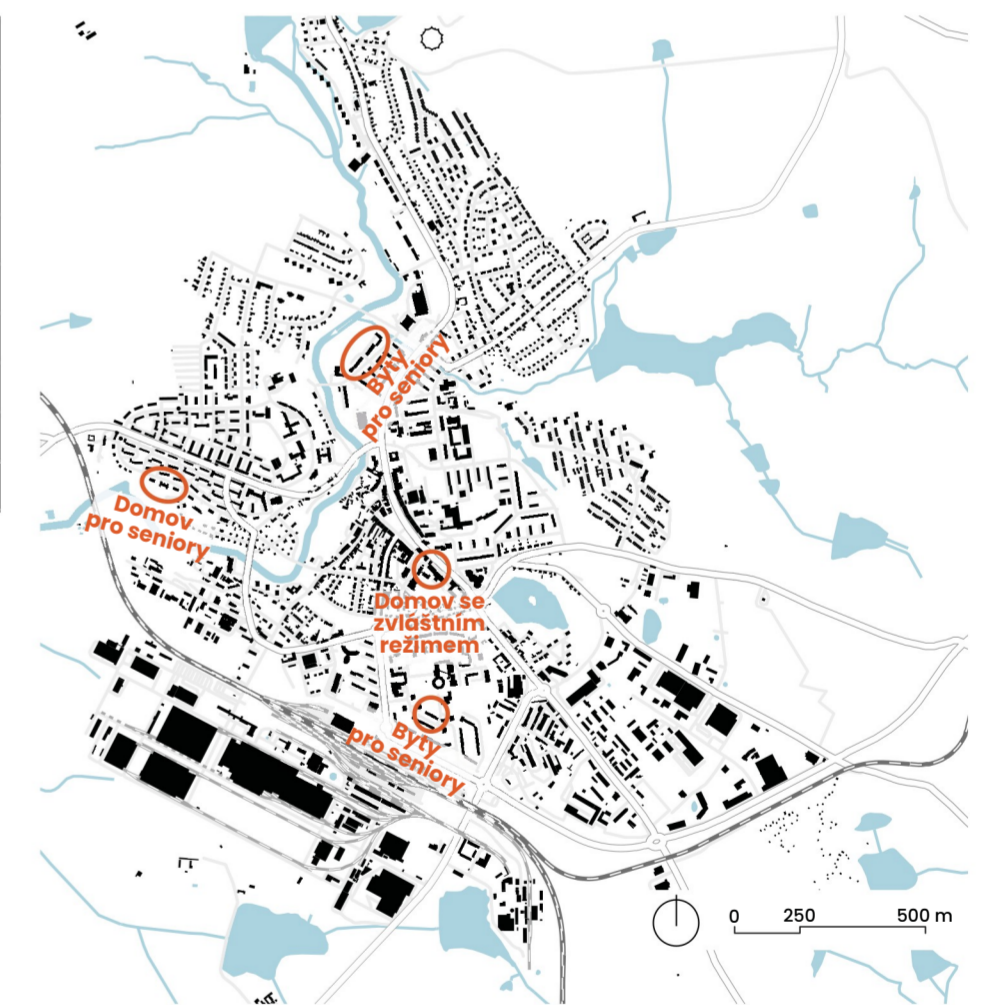 Byty
pro seniory
Domov
pro seniory
Domov se
zvláštním
režimem
Byty
pro seniory
0 250 500 m